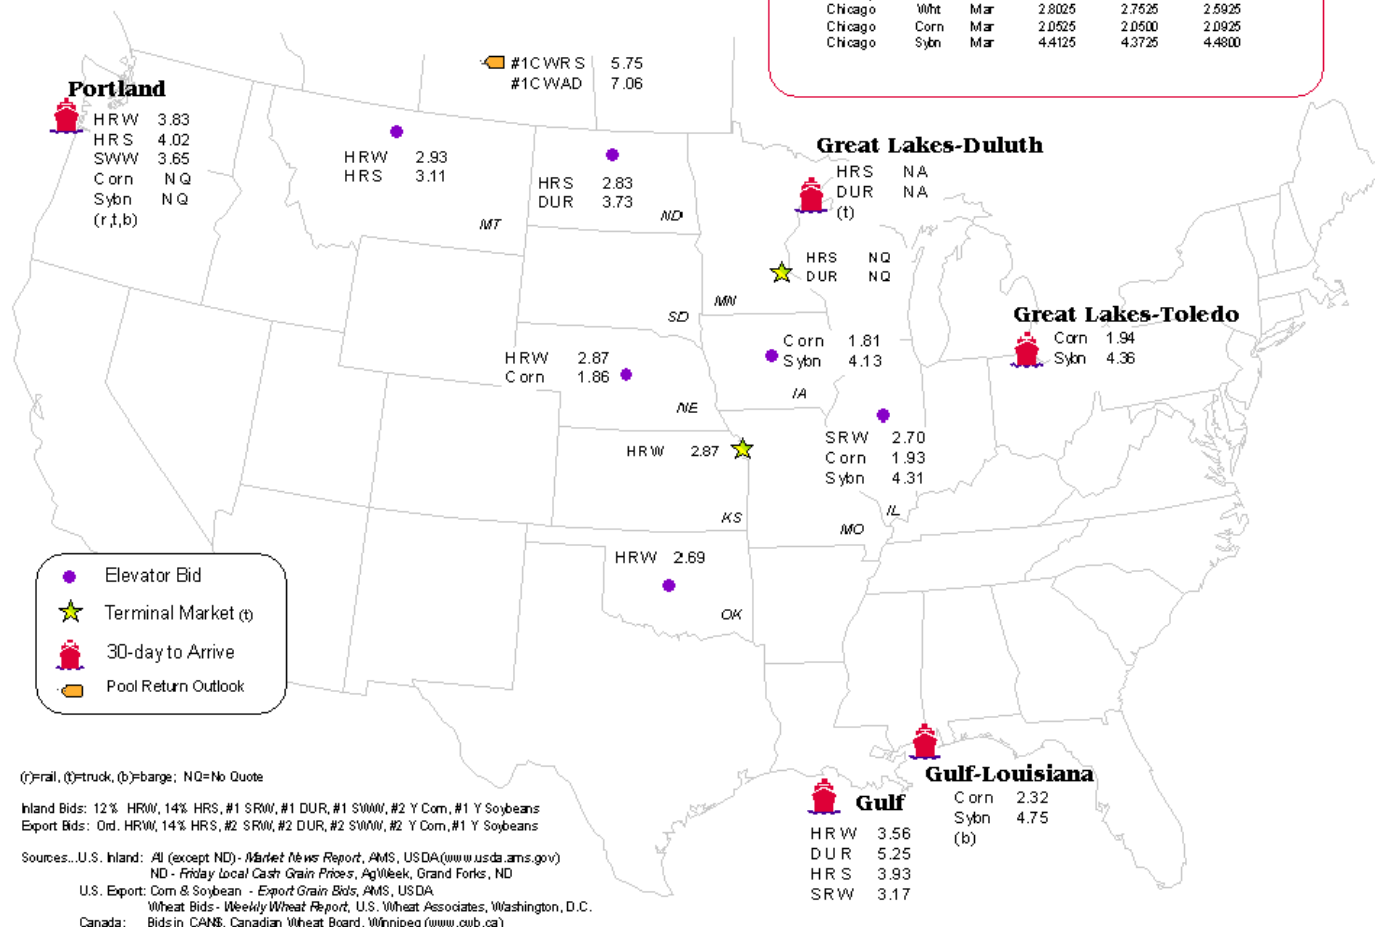 Chicago Wht Mar 2.8025 2.7525 2.5925
Chicago Corn Mar 2.0525 2.0500 2.0925
Chicago Sybn Mar 4.4125 4.3725 4.4800
#1CWRS 5.75
#1CWAD 7.06
Portland
HRW 3.83
HRS 4.02
SWW 3.65
Corn NQ
Sybn NQ
(r,t,b)
HRW 2.93
HRS 3.11
MT
HRS 2.83
DUR 3.73
ND
Great Lakes-Duluth
HRS NA
DUR NA
(t)
HRS NQ
DUR NQ
MN
SD
Great Lakes-Toledo
Corn 1.94
Sybn 4.36
Corn 1.81
Sybn 4.13
IA
HRW 2.87
Corn 1.86
NE
SRW 2.70
Corn 1.93
Sybn 4.31
IL
HRW 2.87
KS
MO
HRW 2.69
OK
Elevator Bid
Terminal Market (t)
30-day to Arrive
Pool Return Outlook
Gulf-Louisiana
Corn 2.32
Sybn 4.75
(b)
Gulf
HRW 3.56
DUR 5.25
HRS 3.93
SRW 3.17
(r)=rail, (t)=truck, (b)=barge; NQ=No Quote
Inland Bids: 12% HRW, 14% HRS, #1 SRW, #1 DUR, #1 SWW, #2 Y Corn, #1 Y Soybeans
Export Bids: Ord. HRW, 14% HRS, #2 SRW, #2 DUR, #2 SWW, #2 Y Corn, #1 Y Soybeans
Sources...U.S. Inland: All (except ND) - Market News Report, AMS, USDA (www.usda.ams.gov)
ND - Friday Local Cash Grain Prices, AgWeek, Grand Forks, ND
U.S. Export: Corn & Soybean - Export Grain Bids, AMS, USDA
Wheat Bids - Weekly Wheat Report, U.S. Wheat Associates, Washington, D.C.
Canada: Bids in CAN$, Canadian Wheat Board, Winnipeg (www.cwb.ca)